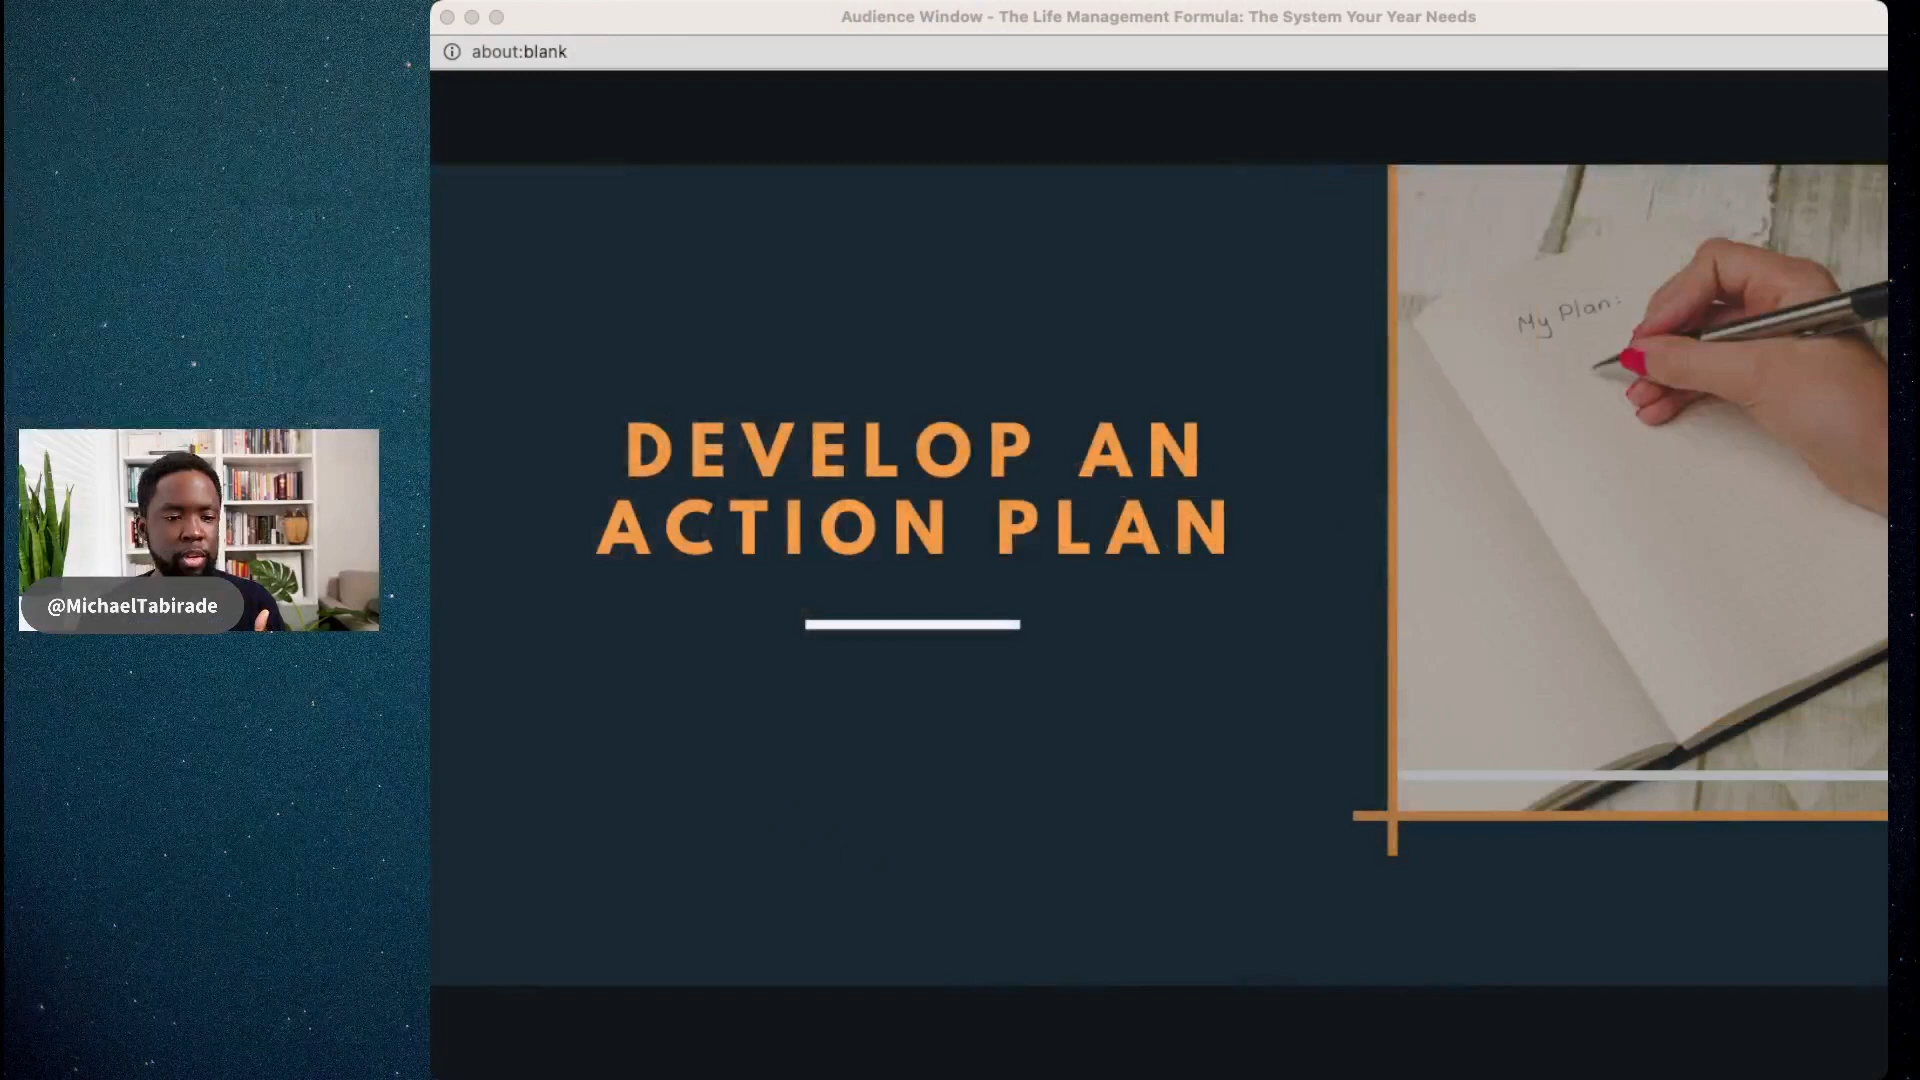 Audience Window - The Life Management Formula: The System Your Year Needs
about:blank
DEVELOP AN
ACTION PLAN
My Plan:
@MichaelTabirade